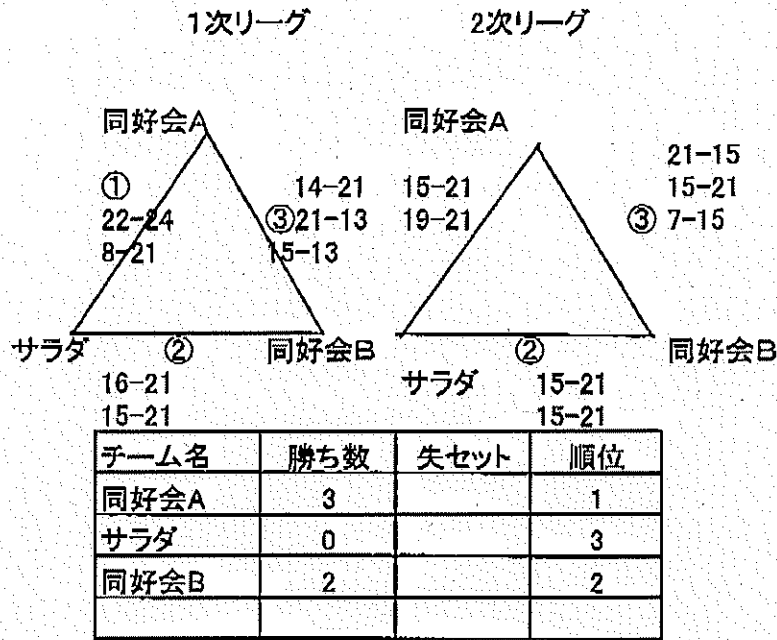 1次リーグ 2次リーグ
同好会A 同好会A
21-15
① 14-21 15-21 15-21
22-24 ③21-13 19-21 ③ 7-15
8-21 15-13
サラダ ② 同好会B ② 同好会B
16-21 サラダ 15-21
15-21 15-21
チーム名 勝ち数 失セット 順位
同好会A 3 1
サラダ 0 3
同好会B 2 2